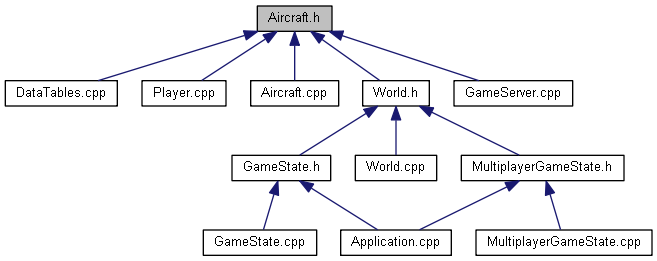 Aircraft.h
DataTables.cpp
Player.cpp
Aircraft.cpp
World.h
GameServer.cpp
GameState.h
World.cpp
MultiplayerGameState.h
GameState.cpp
Application.cpp
MultiplayerGameState.cpp